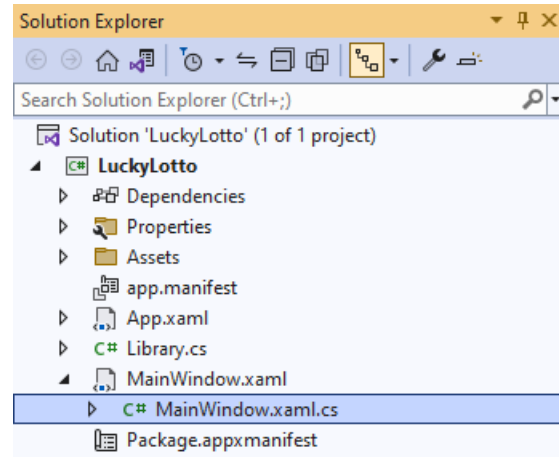 Solution Explorer
Search Solution Explorer (Ctrl+;)
Solution 'LuckyLotto' (1 of 1 project)
C# LuckyLotto
Dependencies
Properties
Assets
app.manifest
App.xaml
C# Library.cs
MainWindow.xaml
C# MainWindow.xaml.cs
Package.appxmanifest